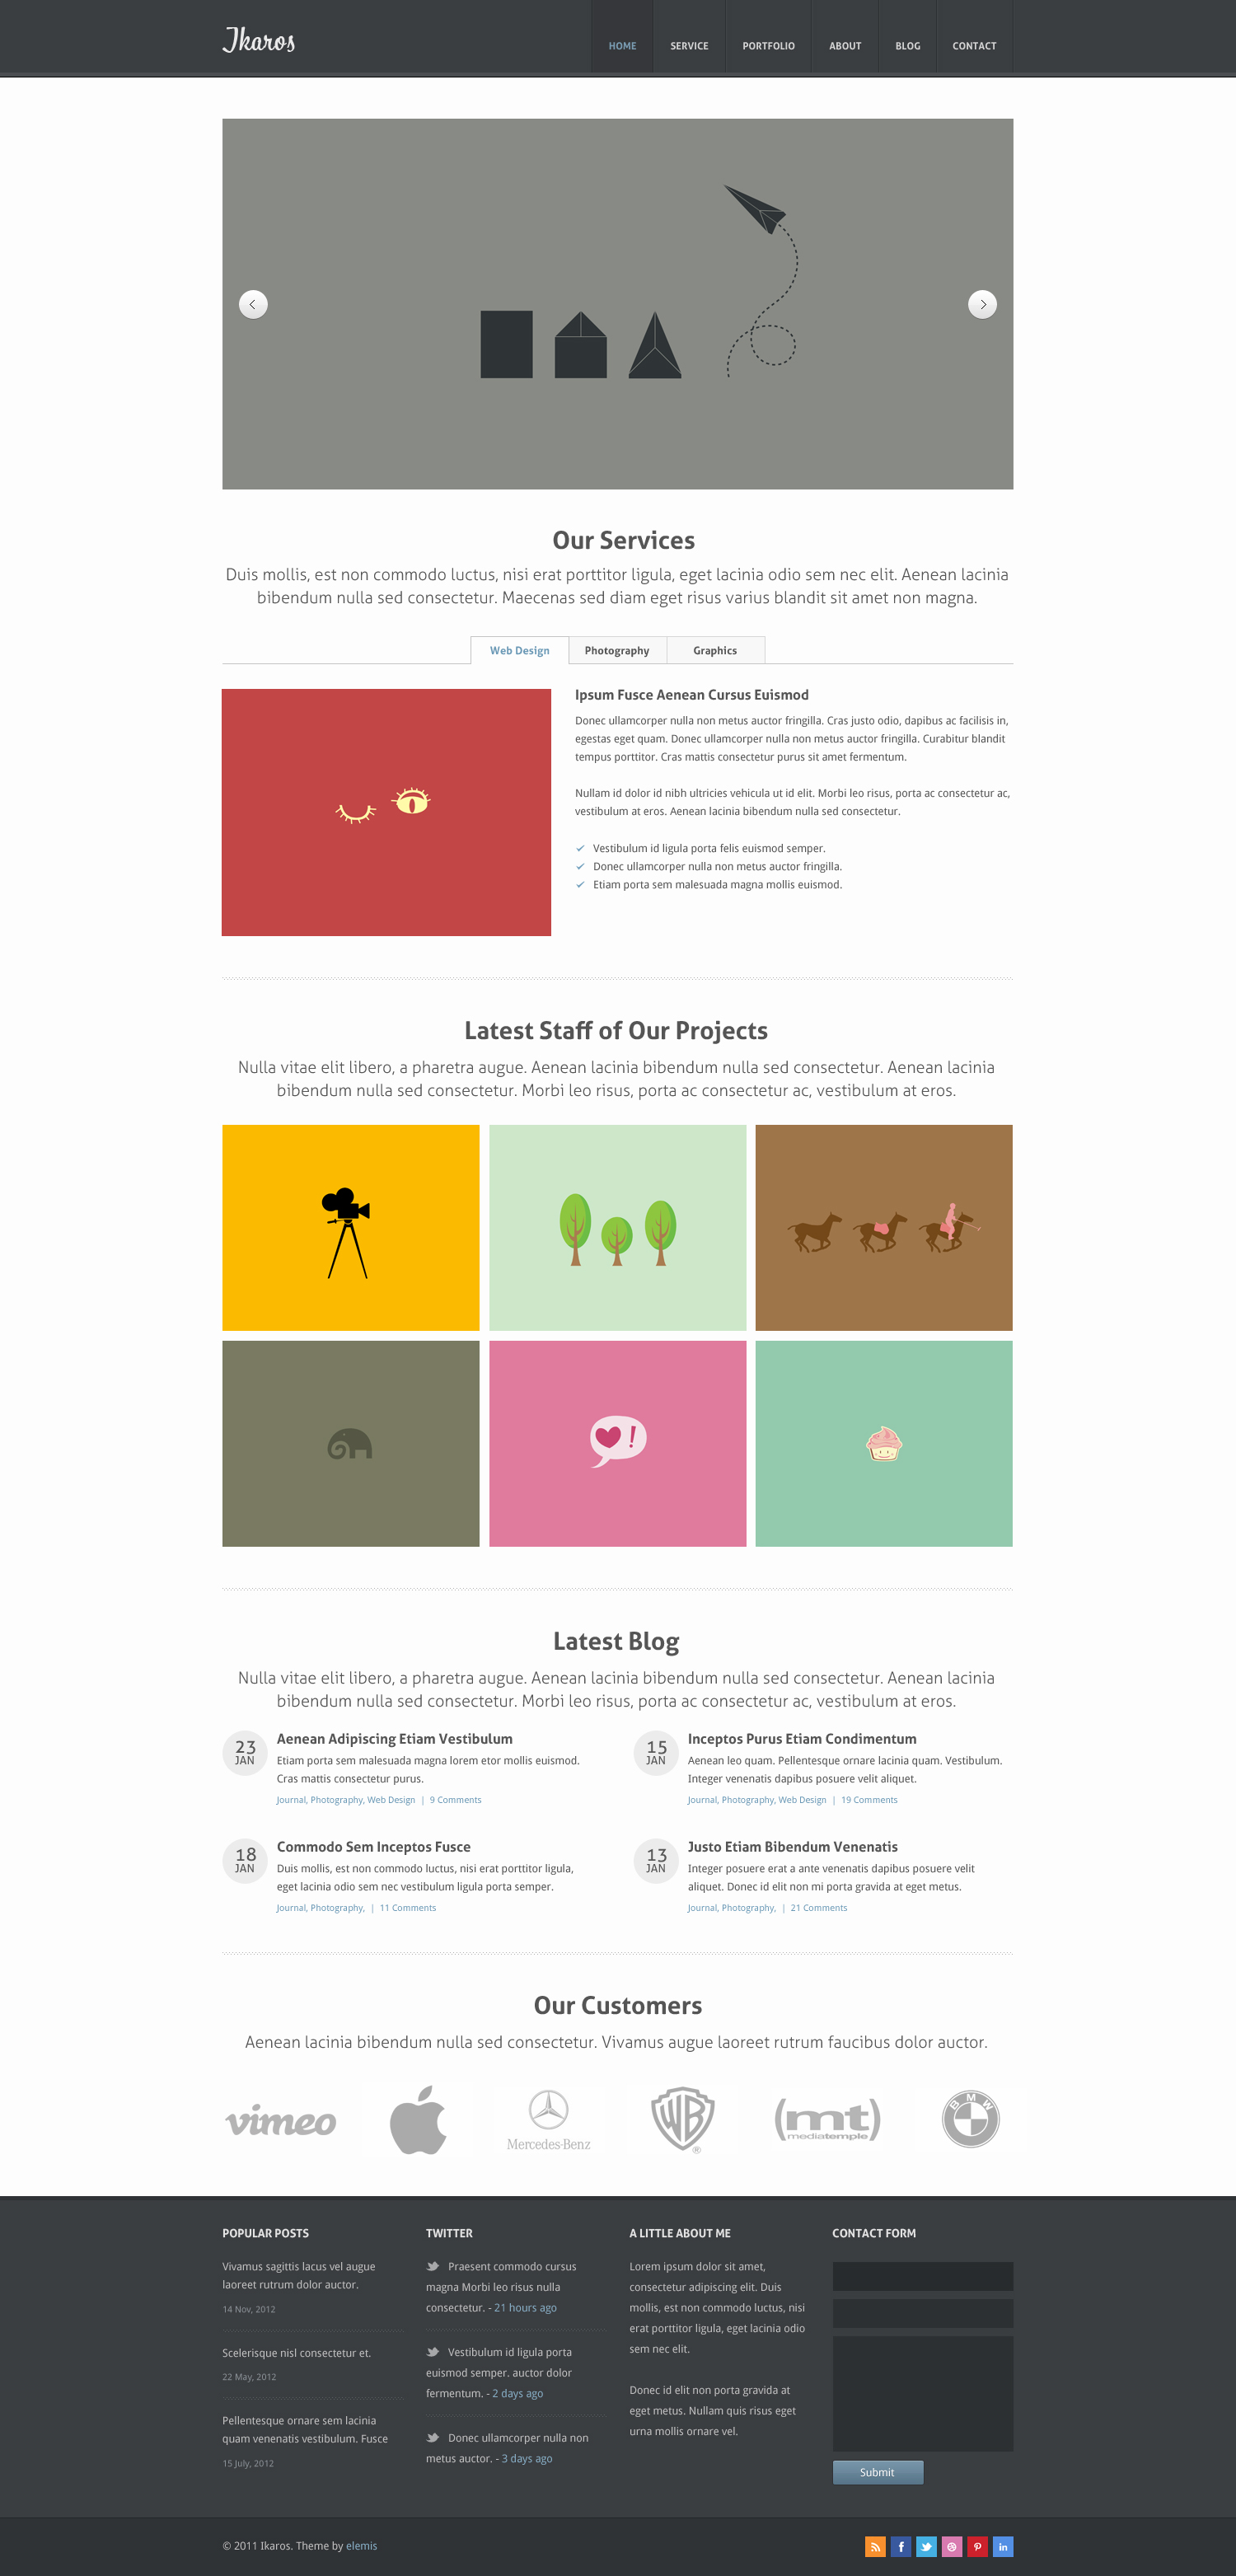 Ikaros
HOME SERVICE PORTFOLIO ABOUT BLOG CONTACT
Our Services
Duis mollis, est non commodo luctus, nisi erat porttitor ligula, eget lacinia odio sem nec elit. Aenean lacinia
bibendum nulla sed consectetur. Maecenas sed diam eget risus varius blandit sit amet non magna.
Web Design Photography Graphics
Ipsum Fusce Aenean Cursus Euismod
Donec ullamcorper nulla non metus auctor fringilla. Cras justo odio, dapibus ac facilisis in,
egestas eget quam. Donec ullamcorper nulla non metus auctor fringilla. Curabitur blandit
tempus porttitor. Cras mattis consectetur purus sit amet fermentum.
Nullam id dolor id nibh ultricies vehicula ut id elit. Morbi leo risus, porta ac consectetur ac,
vestibulum at eros. Aenean lacinia bibendum nulla sed consectetur.
Vestibulum id ligula porta felis euismod semper.
Donec ullamcorper nulla non metus auctor fringilla.
Etiam porta sem malesuada magna mollis euismod.
Latest Staff of Our Projects
Nulla vitae elit libero, a pharetra augue. Aenean lacinia bibendum nulla sed consectetur. Aenean lacinia
bibendum nulla sed consectetur. Morbi leo risus, porta ac consectetur ac, vestibulum at eros.
!
Latest Blog
Nulla vitae elit libero, a pharetra augue. Aenean lacinia bibendum nulla sed consectetur. Aenean lacinia
bibendum nulla sed consectetur. Morbi leo risus, porta ac consectetur ac, vestibulum at eros.
23
JAN
Aenean Adipiscing Etiam Vestibulum
Etiam porta sem malesuada magna lorem etor mollis euismod.
Cras mattis consectetur purus.
Journal, Photography, Web Design | 9 Comments
15
JAN
Inceptos Purus Etiam Condimentum
Aenean leo quam. Pellentesque ornare lacinia quam. Vestibulum.
Integer venenatis dapibus posuere velit aliquet.
Journal, Photography, Web Design | 19 Comments
18
JAN
Commodo Sem Inceptos Fusce
Duis mollis, est non commodo luctus, nisi erat porttitor ligula,
eget lacinia odio sem nec vestibulum ligula porta semper.
Journal, Photography, | 11 Comments
13
JAN
Justo Etiam Bibendum Venenatis
Integer posuere erat a ante venenatis dapibus posuere velit
aliquet. Donec id elit non mi porta gravida at eget metus.
Journal, Photography, | 21 Comments
Our Customers
Aenean lacinia bibendum nulla sed consectetur. Vivamus augue laoreet rutrum faucibus dolor auctor.
vimeo
Mercedes-Benz
WB ®
(mt)
mediatemple
BMW
POPULAR POSTS
Vivamus sagittis lacus vel augue
laoreet rutrum dolor auctor.
14 Nov, 2012
Scelerisque nisl consectetur et.
22 May, 2012
Pellentesque ornare sem lacinia
quam venenatis vestibulum. Fusce
15 July, 2012
TWITTER
Praesent commodo cursus
magna Morbi leo risus nulla
consectetur. - 21 hours ago
Vestibulum id ligula porta
euismod semper. auctor dolor
fermentum. - 2 days ago
Donec ullamcorper nulla non
metus auctor. - 3 days ago
A LITTLE ABOUT ME
Lorem ipsum dolor sit amet,
consectetur adipiscing elit. Duis
mollis, est non commodo luctus, nisi
erat porttitor ligula, eget lacinia odio
sem nec elit.
Donec id elit non porta gravida at
eget metus. Nullam quis risus eget
urna mollis ornare vel.
CONTACT FORM
Submit
© 2011 Ikaros. Theme by elemis
f
in